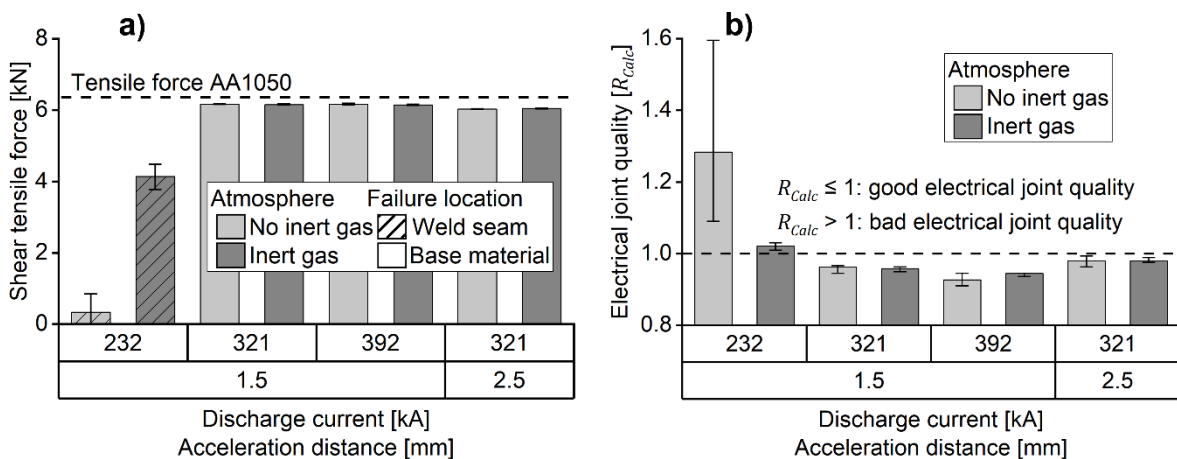 a)
8
6
4
2
0
Shear tensile force [kN]
Tensile force AA1050
Atmosphere Failure location
No inert gas Weld seam
Inert gas Base material
232 321 392 321
1.5 2.5
Discharge current [kA]
Acceleration distance [mm]
b)
1.6
1.4
1.2
1.0
0.8
Electrical joint quality [R_Calc]
Atmosphere
No inert gas
Inert gas
R_Calc ≤ 1: good electrical joint quality
R_Calc > 1: bad electrical joint quality
232 321 392 321
1.5 2.5
Discharge current [kA]
Acceleration distance [mm]